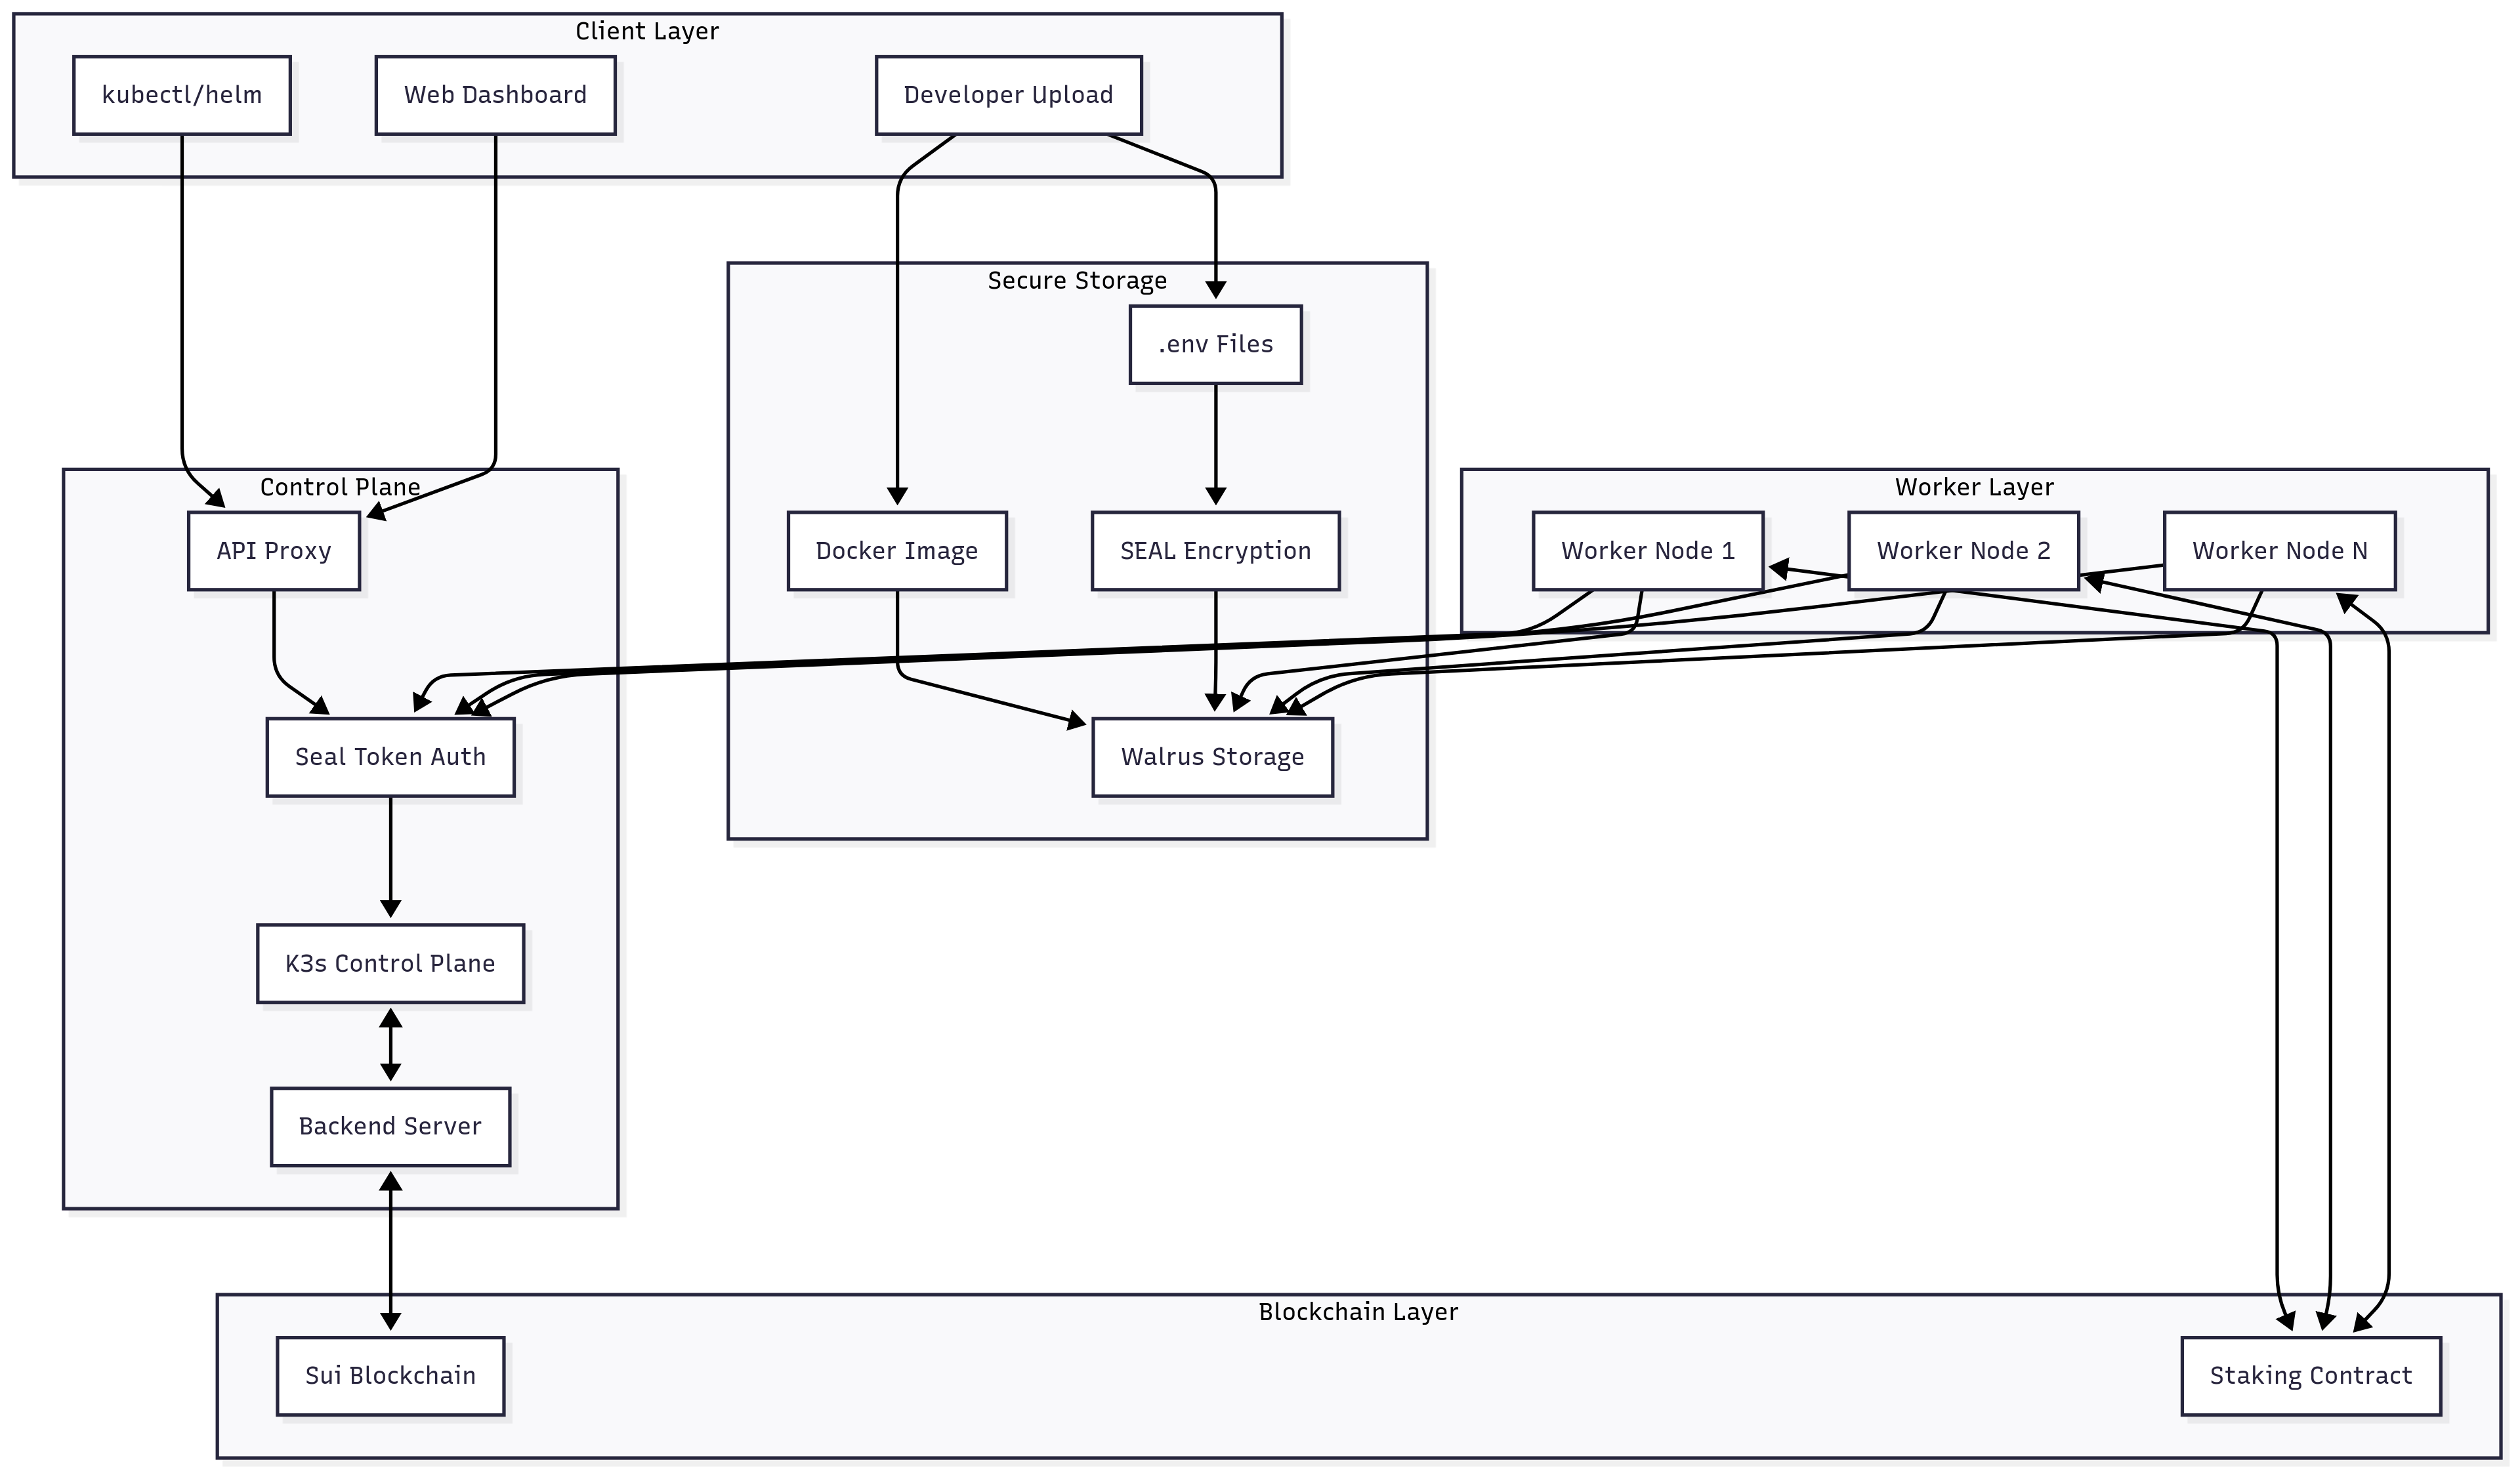 Client Layer
kubectl/helm
Web Dashboard
Developer Upload
Secure Storage
.env Files
Control Plane
Worker Layer
API Proxy
Docker Image
SEAL Encryption
Worker Node 1
Worker Node 2
Worker Node N
Seal Token Auth
Walrus Storage
K3s Control Plane
Backend Server
Blockchain Layer
Sui Blockchain
Staking Contract